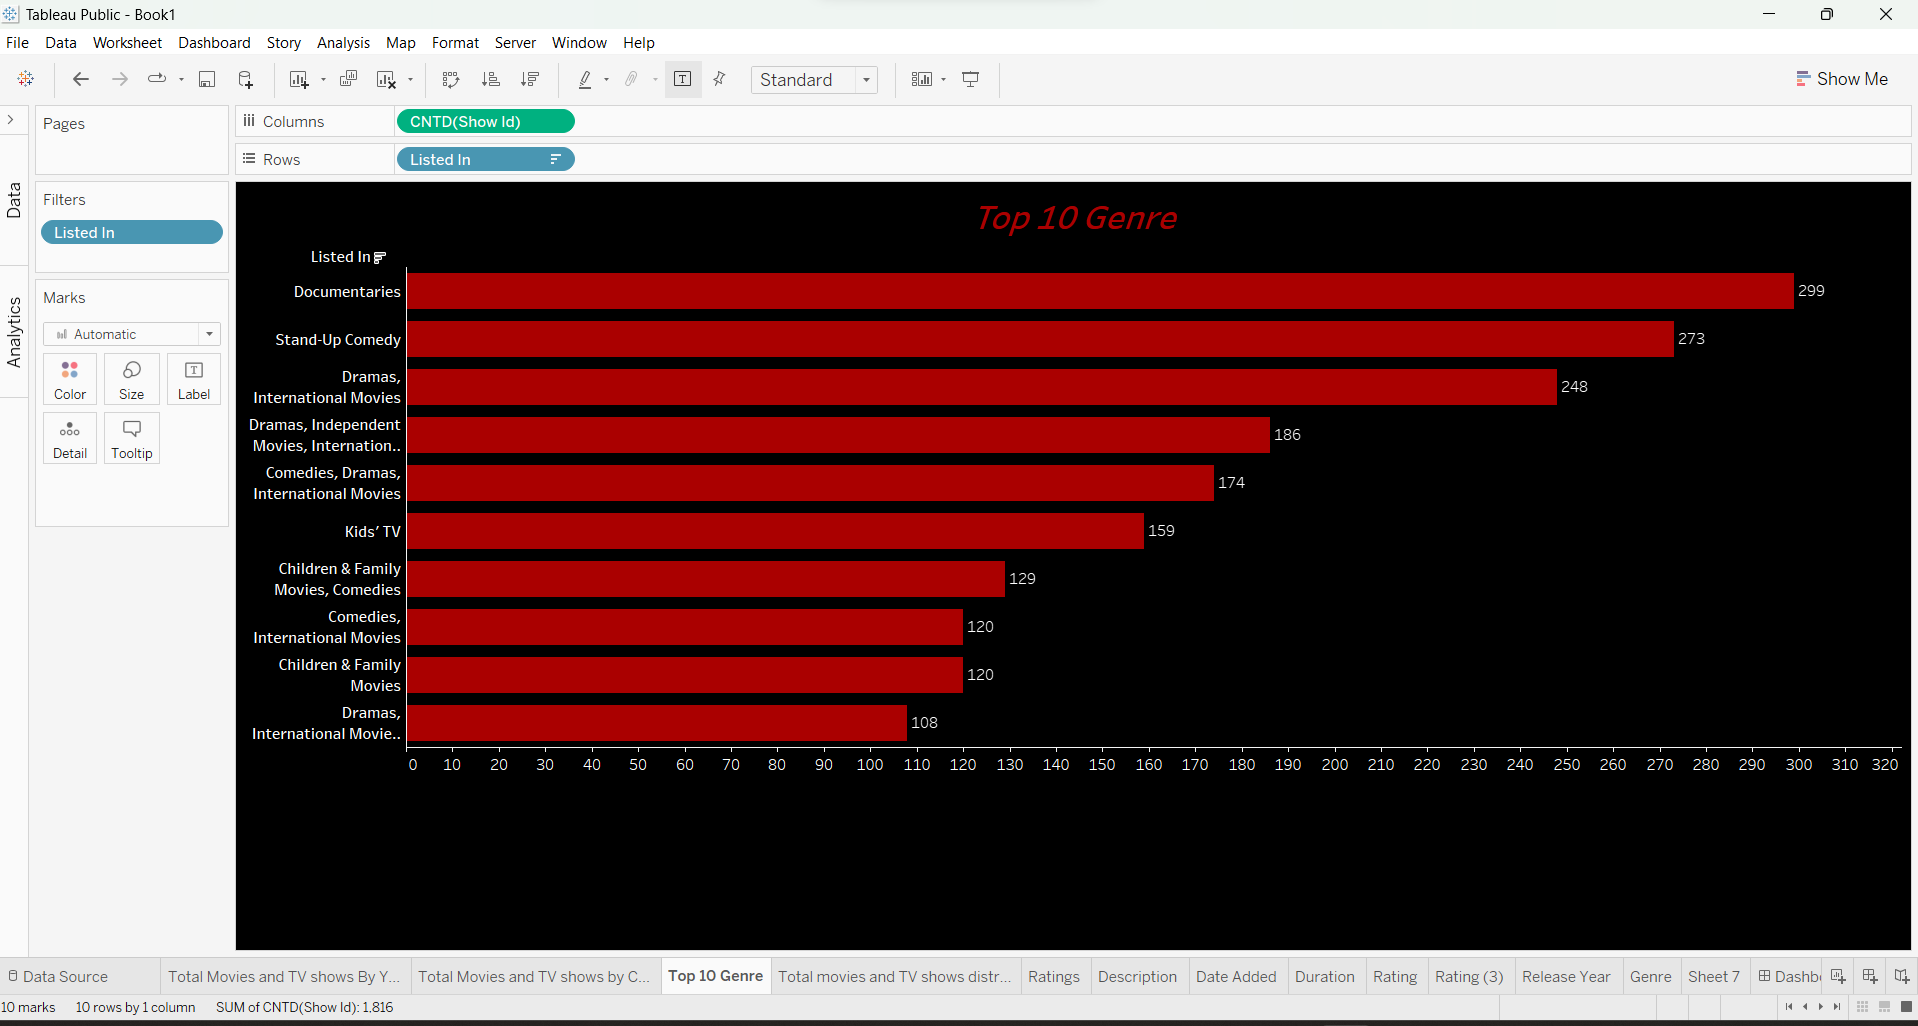 Tableau Public - Book1
File Data Worksheet Dashboard Story Analysis Map Format Server Window Help
Standard
Show Me
Pages
Columns
CNTD(Show Id)
Rows
Listed In
Data
Filters
Listed In
Analytics
Marks
Automatic
Color Size Label
Detail Tooltip
Top 10 Genre
Listed In
Documentaries
299
Stand-Up Comedy
273
Dramas,
International Movies
248
Dramas, Independent
Movies, Internation..
186
Comedies, Dramas,
International Movies
174
Kids’ TV
159
Children & Family
Movies, Comedies
129
Comedies,
International Movies
120
Children & Family
Movies
120
Dramas,
International Movie..
108
0 10 20 30 40 50 60 70 80 90 100 110 120 130 140 150 160 170 180 190 200 210 220 230 240 250 260 270 280 290 300 310 320
Data Source Total Movies and TV shows By Y... Total Movies and TV shows by C... Top 10 Genre Total movies and TV shows distr... Ratings Description Date Added Duration Rating Rating (3) Release Year Genre Sheet 7 Dashb
10 marks 10 rows by 1 column SUM of CNTD(Show Id): 1,816